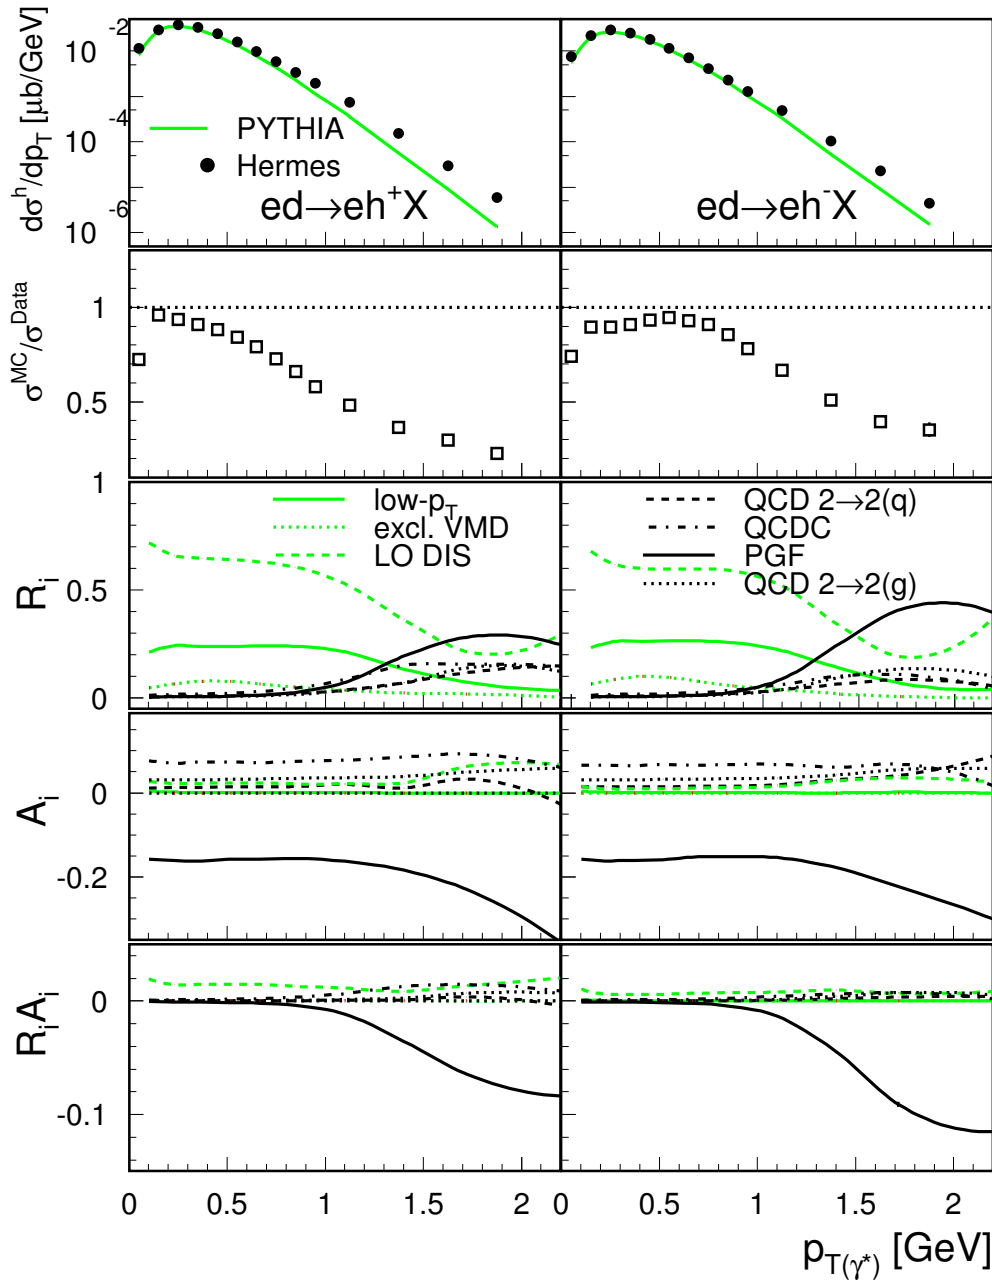 dσʰ/dp_T [μb/GeV]
10⁻²
10⁻⁴
10⁻⁶
PYTHIA
Hermes
ed→eh⁺X
ed→eh⁻X
σᴹᶜ/σᴰᵃᵗᵃ
1
0.5
R_i
1
0.5
0
low-p_T
excl. VMD
LO DIS
QCD 2→2(q)
QCDC
PGF
QCD 2→2(g)
A_i
0
-0.2
R_iA_i
0
-0.1
0 0.5 1 1.5 2 0 0.5 1 1.5 2
p_T(γ*) [GeV]